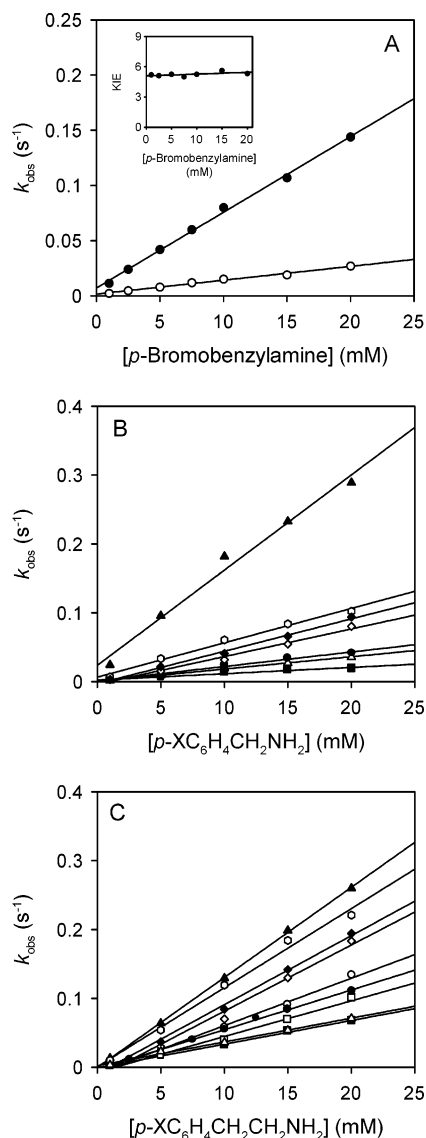 A
0.25
0.2
0.15
0.1
0.05
0
k_obs (s⁻¹)
9
6
3
0
KIE
0 5 10 15 20
[p-Bromobenzylamine]
(mM)
0 5 10 15 20 25
[p-Bromobenzylamine] (mM)
B
0.4
0.3
0.2
0.1
0
k_obs (s⁻¹)
0 5 10 15 20 25
[p-XC₆H₄CH₂NH₂] (mM)
C
0.4
0.3
0.2
0.1
0
k_obs (s⁻¹)
0 5 10 15 20 25
[p-XC₆H₄CH₂CH₂NH₂] (mM)